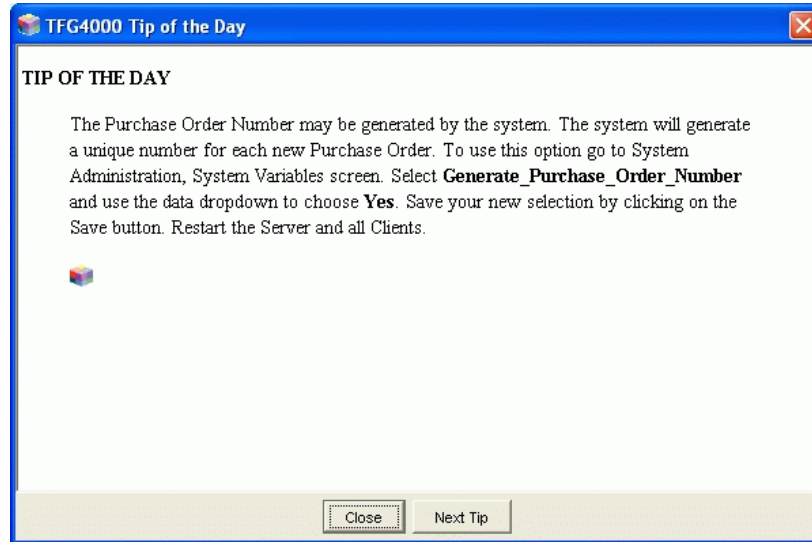 TFG4000 Tip of the Day
TIP OF THE DAY
The Purchase Order Number may be generated by the system. The system will generate
a unique number for each new Purchase Order. To use this option go to System
Administration, System Variables screen. Select Generate_Purchase_Order_Number
and use the data dropdown to choose Yes. Save your new selection by clicking on the
Save button. Restart the Server and all Clients.
Close
Next Tip